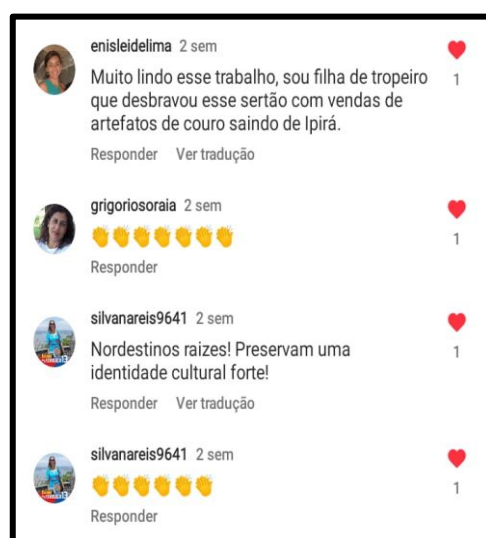 enisleidelima 2 sem
Muito lindo esse trabalho, sou filha de tropeiro
1
que desbravou esse sertão com vendas de
artefatos de couro saindo de Ipirá.
Responder Ver tradução
grigoriosoraia 2 sem
👏👏👏👏👏👏👏
1
Responder
silvanareis9641 2 sem
Nordestinos raizes! Preservam uma
1
identidade cultural forte!
Responder Ver tradução
silvanareis9641 2 sem
👏👏👏👏👏👏
1
Responder